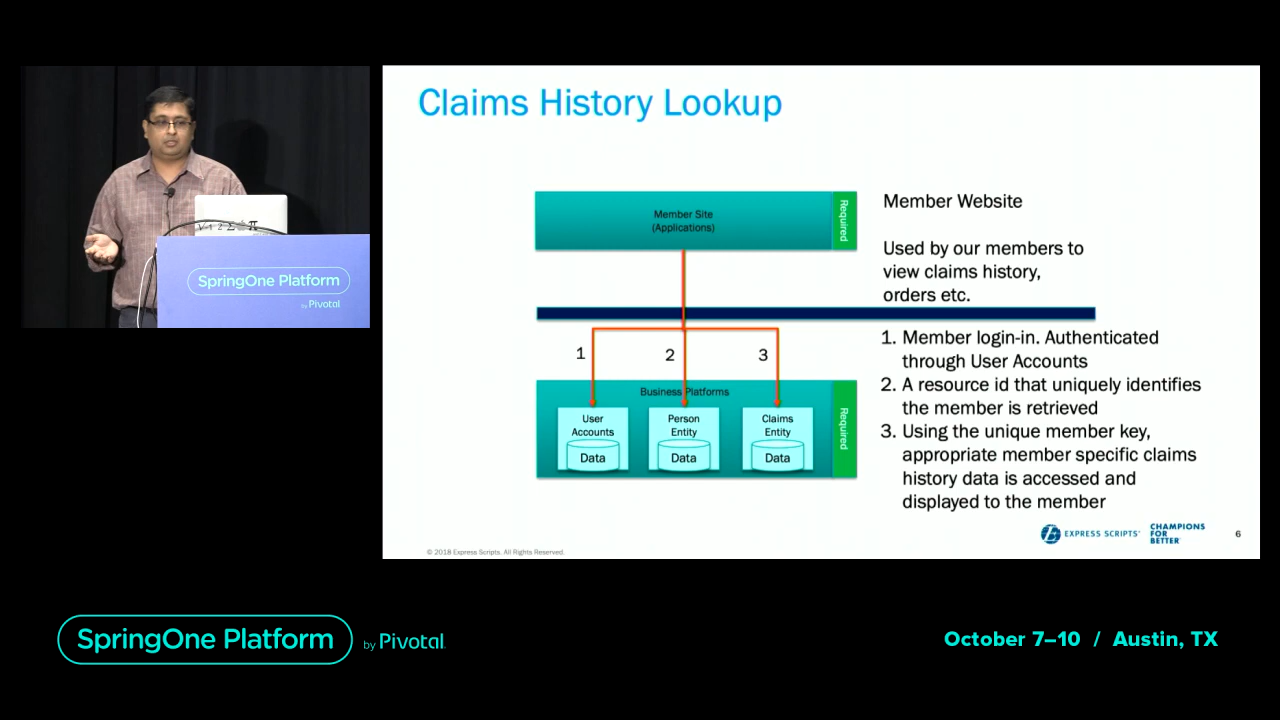 Claims History Lookup
Member Site
(Applications)
Required
Member Website
Used by our members to
view claims history,
orders etc.
1
2
3
Business Platforms
User
Accounts
Data
Person
Entity
Data
Claims
Entity
Data
Required
1. Member login-in. Authenticated
through User Accounts
2. A resource id that uniquely identifies
the member is retrieved
3. Using the unique member key,
appropriate member specific claims
history data is accessed and
displayed to the member
© 2018 Express Scripts. All Rights Reserved.
EXPRESS SCRIPTS®
CHAMPIONS
FOR
BETTER
6
SpringOne Platform
by Pivotal
SpringOne Platform
by Pivotal
October 7–10 / Austin, TX